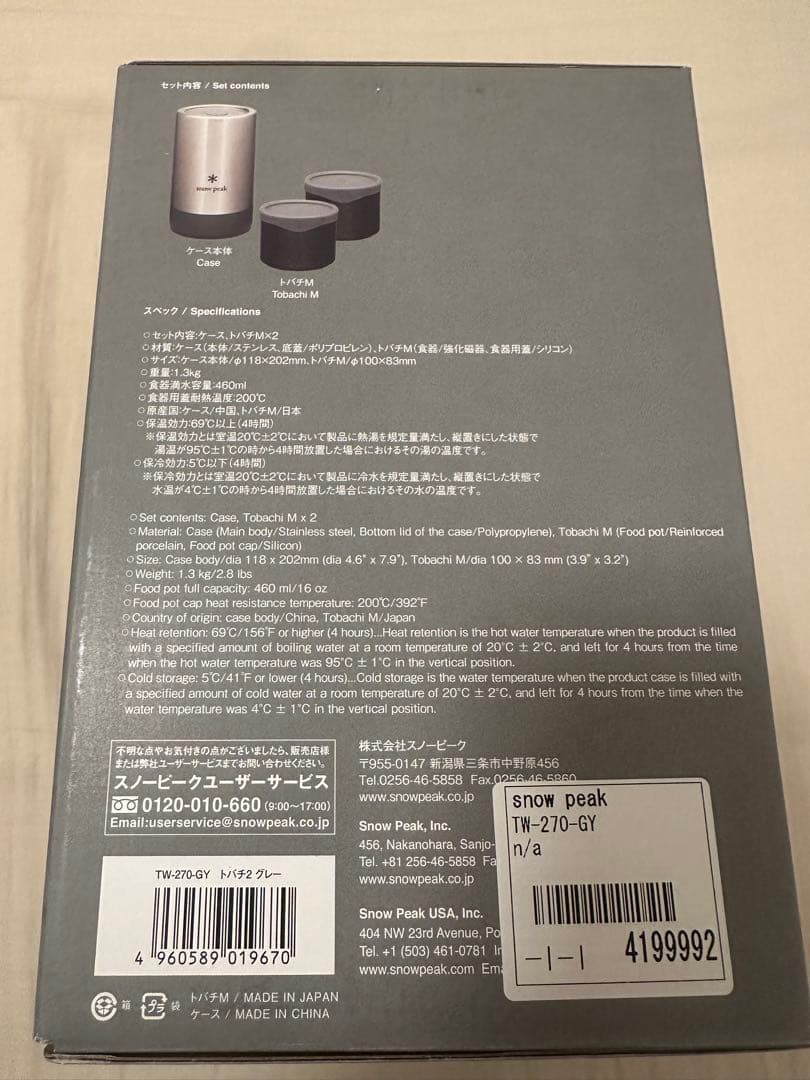 セット内容 / Set contents
snow peak
ケース本体
Case
トバチM
Tobachi M
スペック / Specifications
○セット内容:ケース、トバチM×2
○材質:ケース(本体/ステンレス、底蓋/ポリプロピレン)、トバチM(食器/強化磁器、食器用蓋/シリコン)
○サイズ:ケース本体/φ118×202mm、トバチM/φ100×83mm
○重量:1.3kg
○食器満水容量:460ml
○食器用蓋耐熱温度:200℃
○原産国:ケース/中国、トバチM/日本
○保温効力:69℃以上(4時間)
※保温効力とは室温20℃±2℃において製品に熱湯を規定量満たし、縦置きにした状態で
湯温が95℃±1℃の時から4時間放置した場合におけるその湯の温度です。
○保冷効力:5℃以下(4時間)
※保冷効力とは室温20℃±2℃において製品に冷水を規定量満たし、縦置きにした状態で
水温が4℃±1℃の時から4時間放置した場合におけるその水の温度です。
○Set contents: Case, Tobachi M x 2
○Material: Case (Main body/Stainless steel, Bottom lid of the case/Polypropylene), Tobachi M (Food pot/Reinforced
porcelain, Food pot cap/Silicon)
○Size: Case body/dia 118 x 202mm (dia 4.6" x 7.9"), Tobachi M/dia 100 × 83 mm (3.9" x 3.2")
○Weight: 1.3 kg/2.8 lbs
○Food pot full capacity: 460 ml/16 oz
○Food pot cap heat resistance temperature: 200℃/392℉
○Country of origin: case body/China, Tobachi M/Japan
○Heat retention: 69℃/156℉ or higher (4 hours)...Heat retention is the hot water temperature when the product is filled
with a specified amount of boiling water at a room temperature of 20℃ ± 2℃, and left for 4 hours from the time
when the hot water temperature was 95℃ ± 1℃ in the vertical position.
○Cold storage: 5℃/41℉ or lower (4 hours)...Cold storage is the water temperature when the product case is filled with
a specified amount of cold water at a room temperature of 20℃ ± 2℃, and left for 4 hours from the time when the
water temperature was 4℃ ± 1℃ in the vertical position.
不明な点やお気付きの点がございましたら、販売店様
または弊社ユーザーサービスまでお問い合わせください。
スノーピークユーザーサービス
0120-010-660 (9:00〜17:00)
Email:userservice@snowpeak.co.jp
株式会社スノーピーク
〒955-0147 新潟県三条市中野原456
Tel.0256-46-5858 Fax.0256-46-5860
www.snowpeak.co.jp
Snow Peak, Inc.
456, Nakanohara, Sanjo-
Tel. +81 256-46-5858 Fa
www.snowpeak.co.jp
Snow Peak USA, Inc.
404 NW 23rd Avenue, Po
Tel. +1 (503) 461-0781
www.snowpeak.com Ema
snow peak
TW-270-GY
n/a
-|-| 4199992
TW-270-GY トバチ2 グレー
4 960589 019670
箱 プラ 袋
トバチM / MADE IN JAPAN
ケース / MADE IN CHINA